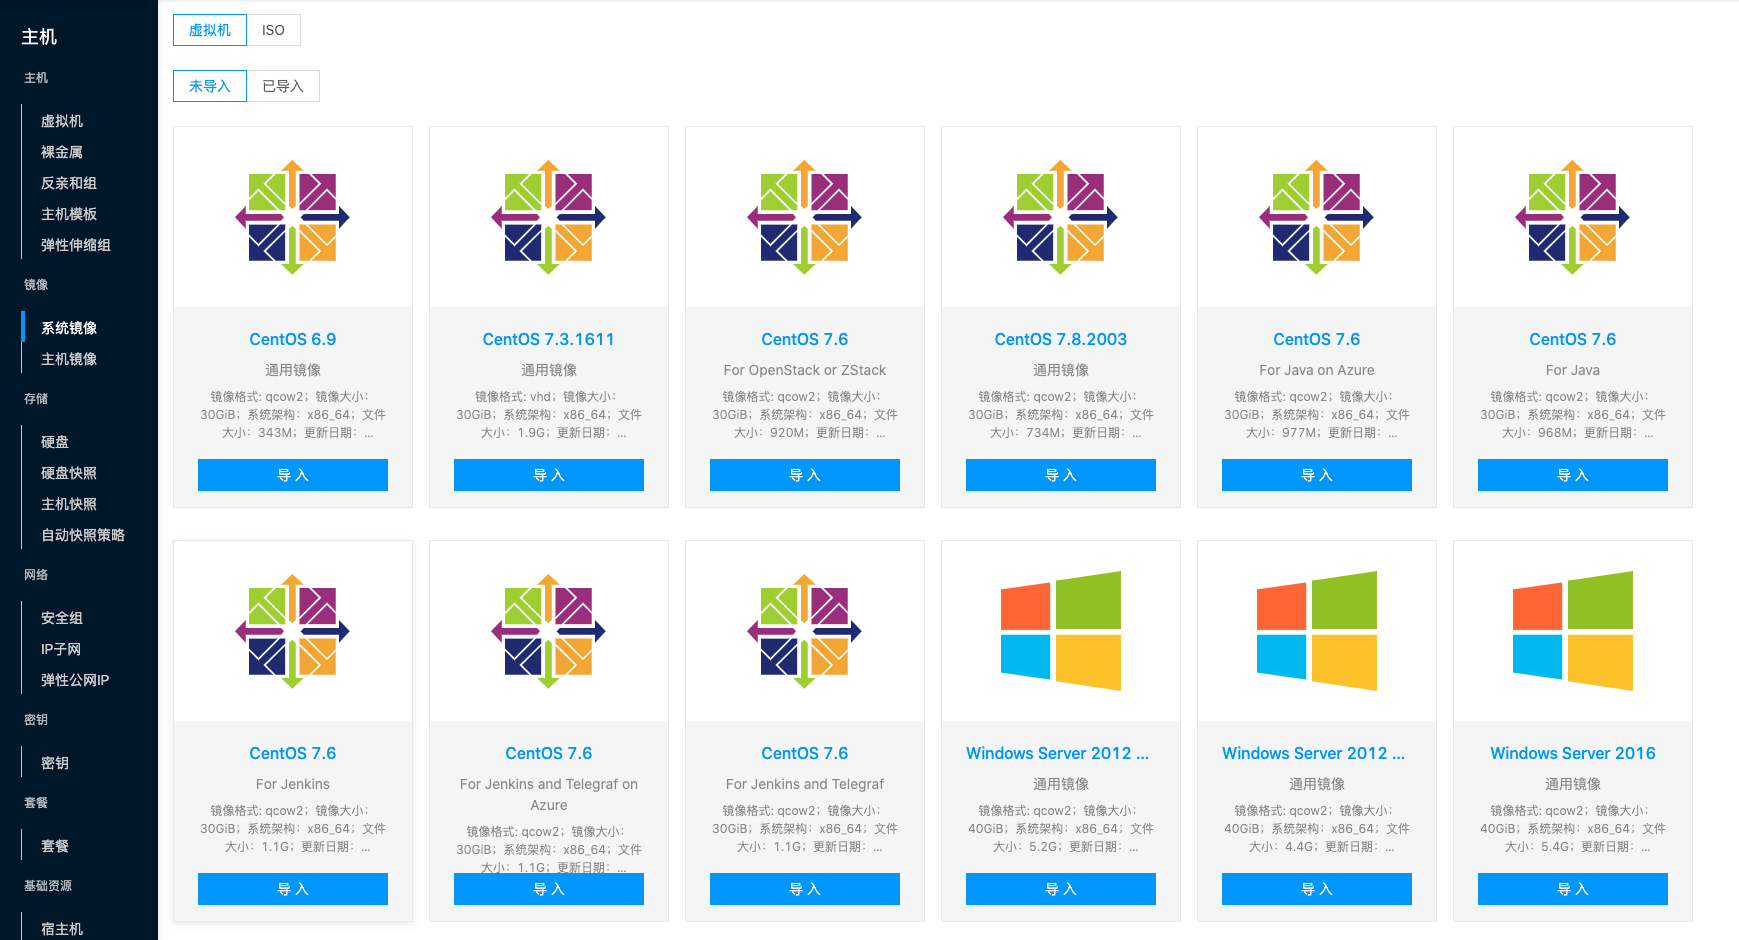 主机
主机
虚拟机
裸金属
反亲和组
主机模板
弹性伸缩组
镜像
系统镜像
主机镜像
存储
硬盘
硬盘快照
主机快照
自动快照策略
网络
安全组
IP子网
弹性公网IP
密钥
密钥
套餐
套餐
基础资源
宿主机
虚拟机 ISO
未导入 已导入
CentOS 6.9
通用镜像
镜像格式: qcow2；镜像大小：
30GiB；系统架构：x86_64；文件
大小：343M；更新日期：...
导 入
CentOS 7.3.1611
通用镜像
镜像格式: vhd；镜像大小：
30GiB；系统架构：x86_64；文件
大小：1.9G；更新日期：...
导 入
CentOS 7.6
For OpenStack or ZStack
镜像格式: qcow2；镜像大小：
30GiB；系统架构：x86_64；文件
大小：920M；更新日期：...
导 入
CentOS 7.8.2003
通用镜像
镜像格式: qcow2；镜像大小：
30GiB；系统架构：x86_64；文件
大小：734M；更新日期：...
导 入
CentOS 7.6
For Java on Azure
镜像格式: qcow2；镜像大小：
30GiB；系统架构：x86_64；文件
大小：977M；更新日期：...
导 入
CentOS 7.6
For Java
镜像格式: qcow2；镜像大小：
30GiB；系统架构：x86_64；文件
大小：968M；更新日期：...
导 入
CentOS 7.6
For Jenkins
镜像格式: qcow2；镜像大小：
30GiB；系统架构：x86_64；文件
大小：1.1G；更新日期：...
导 入
CentOS 7.6
For Jenkins and Telegraf on
Azure
镜像格式: qcow2；镜像大小：
30GiB；系统架构：x86_64；文件
大小：1.1G；更新日期：...
导 入
CentOS 7.6
For Jenkins and Telegraf
镜像格式: qcow2；镜像大小：
30GiB；系统架构：x86_64；文件
大小：1.1G；更新日期：...
导 入
Windows Server 2012 ...
通用镜像
镜像格式: qcow2；镜像大小：
40GiB；系统架构：x86_64；文件
大小：5.2G；更新日期：...
导 入
Windows Server 2012 ...
通用镜像
镜像格式: qcow2；镜像大小：
40GiB；系统架构：x86_64；文件
大小：4.4G；更新日期：...
导 入
Windows Server 2016
通用镜像
镜像格式: qcow2；镜像大小：
40GiB；系统架构：x86_64；文件
大小：5.4G；更新日期：...
导 入